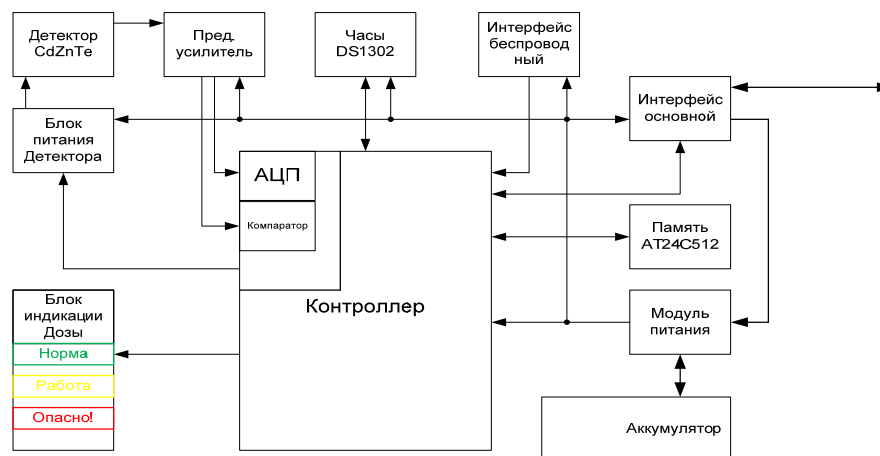 Детектор
CdZnTe
Пред.
усилитель
Часы
DS1302
Интерфейс
беспровод
ный
Интерфейс
основной
Блок
питания
Детектора
АЦП
Компаратор
Память
AT24C512
Контроллер
Блок
индикации
Дозы
Норма
Работа
Опасно!
Модуль
питания
Аккумулятор